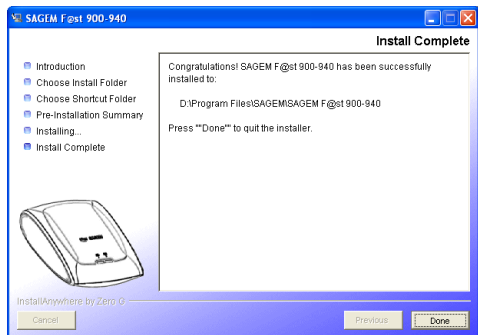 SAGEM F@st 900-940
Install Complete
Introduction
Choose Install Folder
Choose Shortcut Folder
Pre-Installation Summary
Installing...
Install Complete
Congratulations! SAGEM F@st 900-940 has been successfully
installed to:
D:\Program Files\SAGEM\SAGEM F@st 900-940
Press ""Done"" to quit the installer.
InstallAnywhere by Zero G
Cancel
Previous
Done